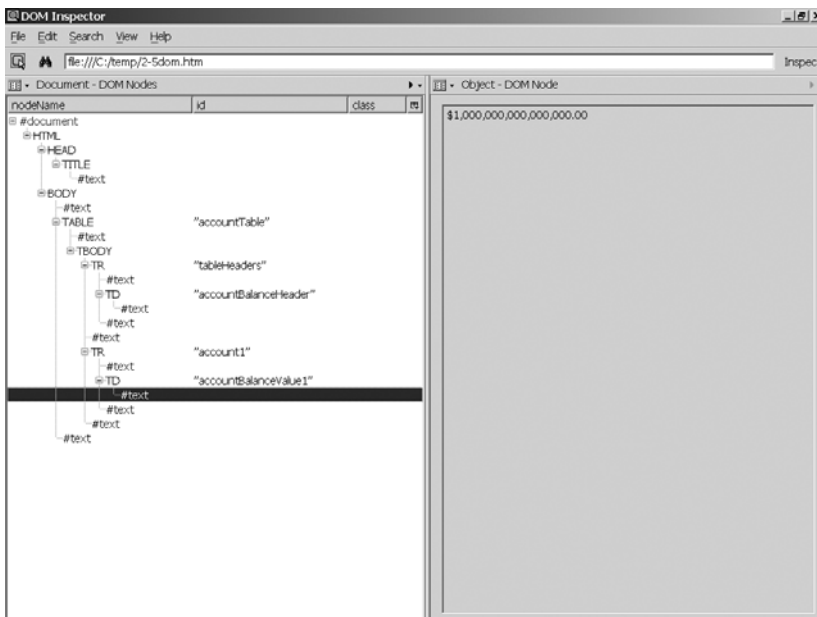 DOM Inspector
File Edit Search View Help
file:///C:/temp/2-5dom.htm
Document - DOM Nodes
Object - DOM Node
nodeName id class
#document
HTML
HEAD
TITLE
#text
BODY
#text
TABLE "accountTable"
#text
TBODY
TR "tableHeaders"
#text
TD "accountBalanceHeader"
#text
#text
#text
TR "account1"
#text
TD "accountBalanceValue1"
#text
#text
#text
#text
$1,000,000,000,000,000.00